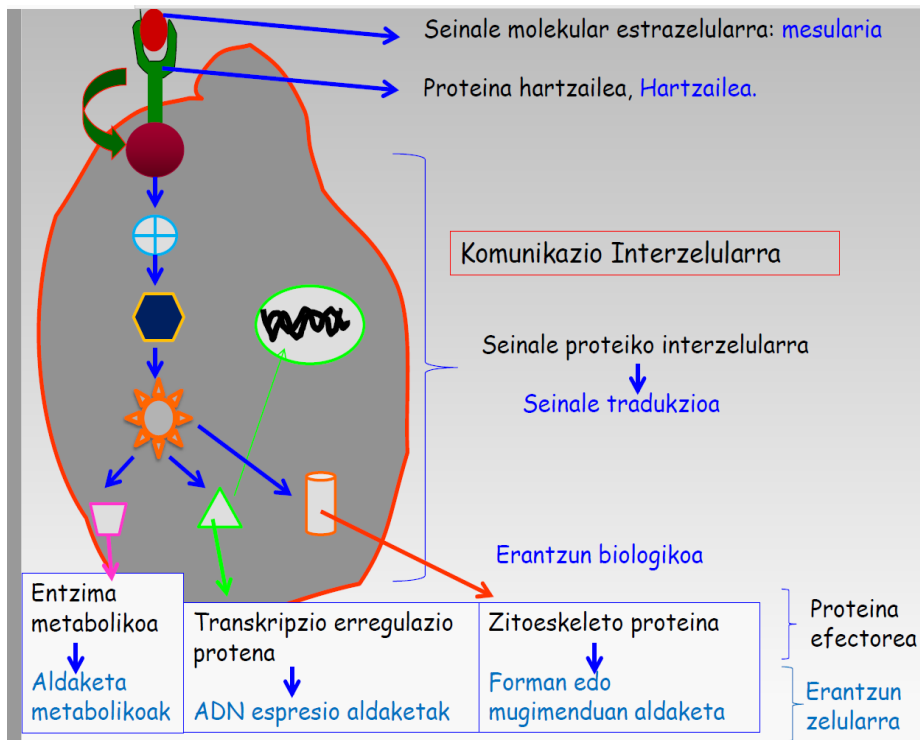 Seinale molekular estrazelularra: mesularia
Proteina hartzailea, Hartzailea.
Komunikazio Interzelularra
Seinale proteiko interzelularra
Seinale tradukzioa
Erantzun biologikoa
Entzima
metabolikoa
Aldaketa
metabolikoak
Transkripzio erregulazio
protena
ADN espresio aldaketak
Zitoeskeleto proteina
Forman edo
mugimenduan aldaketa
Proteina
efectorea
Erantzun
zelularra